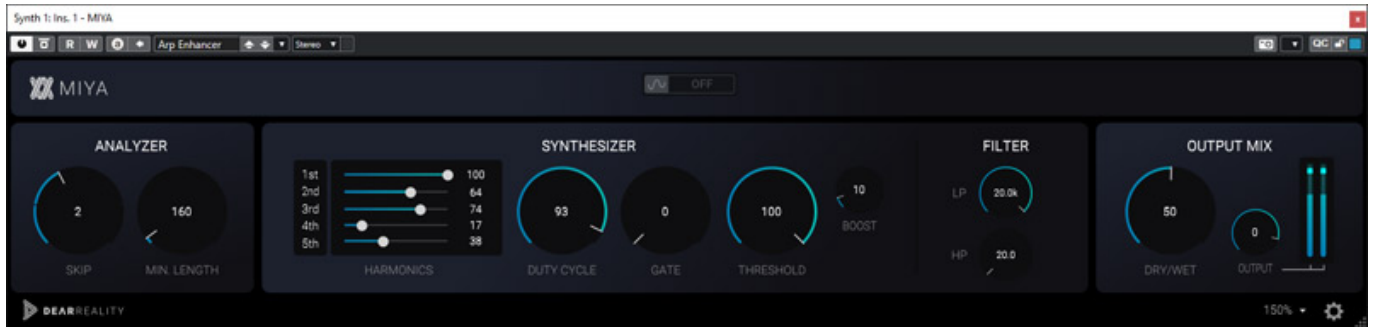 Synth 1: Ins. 1 - MIYA
R W Arp Enhancer Stereo QC
MIYA OFF
ANALYZER
2 160
SKIP MIN. LENGTH
SYNTHESIZER
1st 100
2nd 64
3rd 74
4th 17
5th 38
HARMONICS
93 0 100 10
DUTY CYCLE GATE THRESHOLD BOOST
FILTER
LP 20.0k
HP 20.0
OUTPUT MIX
50 0
DRY/WET OUTPUT
DEARREALITY 150%